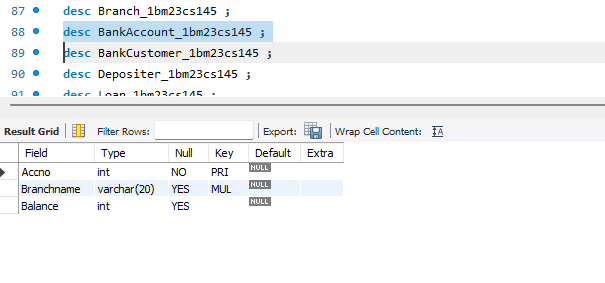 87 desc Branch_1bm23cs145 ;
88 desc BankAccount_1bm23cs145 ;
89 desc BankCustomer_1bm23cs145 ;
90 desc Depositer_1bm23cs145 ;
91 desc Loan_1bm23cs145 ;
Result Grid Filter Rows: Export: Wrap Cell Content: IA
Field Type Null Key Default Extra
Accno int NO PRI NULL
Branchname varchar(20) YES MUL NULL
Balance int YES NULL